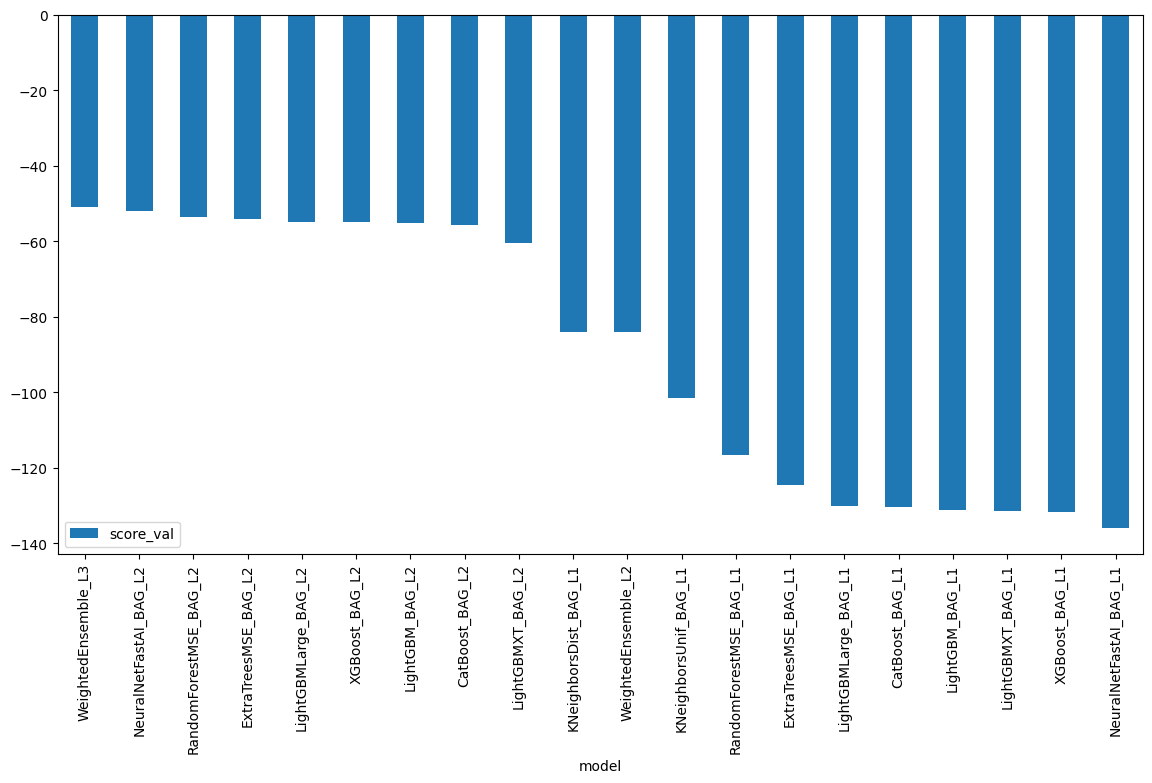 0
−20
−40
−60
−80
−100
−120
−140
score_val
WeightedEnsemble_L3
NeuralNetFastAI_BAG_L2
RandomForestMSE_BAG_L2
ExtraTreesMSE_BAG_L2
LightGBMLarge_BAG_L2
XGBoost_BAG_L2
LightGBM_BAG_L2
CatBoost_BAG_L2
LightGBMXT_BAG_L2
KNeighborsDist_BAG_L1
WeightedEnsemble_L2
KNeighborsUnif_BAG_L1
RandomForestMSE_BAG_L1
ExtraTreesMSE_BAG_L1
LightGBMLarge_BAG_L1
CatBoost_BAG_L1
LightGBM_BAG_L1
LightGBMXT_BAG_L1
XGBoost_BAG_L1
NeuralNetFastAI_BAG_L1
model